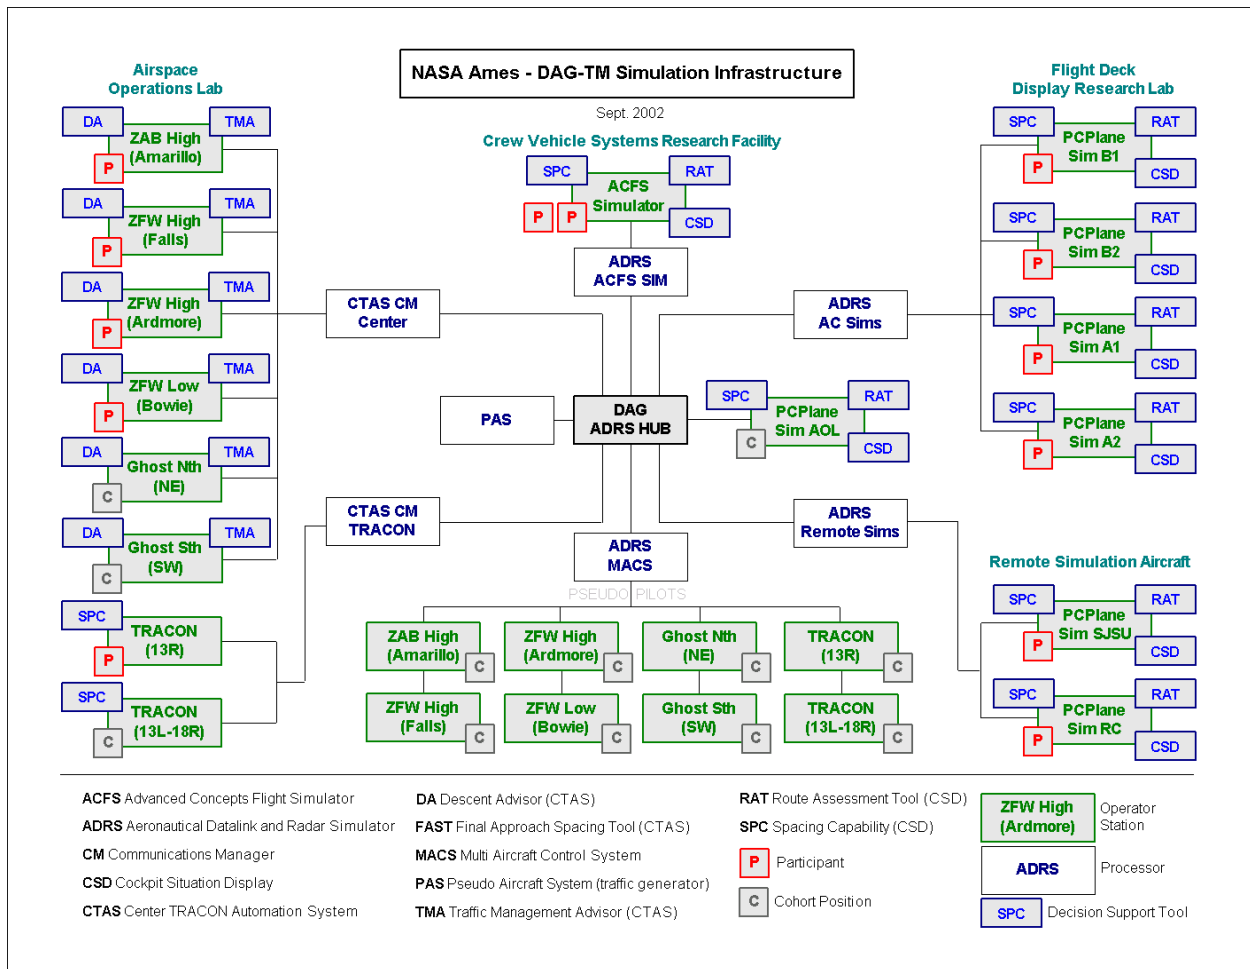 NASA Ames - DAG-TM Simulation Infrastructure
Sept. 2002
Airspace
Operations Lab
DA
TMA
ZAB High
(Amarillo)
P
DA
TMA
ZFW High
(Falls)
P
DA
TMA
ZFW High
(Ardmore)
P
DA
TMA
ZFW Low
(Bowie)
P
DA
TMA
Ghost Nth
(NE)
C
DA
TMA
Ghost Sth
(SW)
C
SPC
TRACON
(13R)
P
SPC
TRACON
(13L-18R)
C
Crew Vehicle Systems Research Facility
SPC
RAT
ACFS
Simulator
P
P
CSD
ADRS
ACFS SIM
CTAS CM
Center
ADRS
AC Sims
PAS
DAG
ADRS HUB
SPC
RAT
PCPlane
Sim AOL
C
CSD
CTAS CM
TRACON
ADRS
MACS
ADRS
Remote Sims
PSEUDO PILOTS
ZAB High
(Amarillo)
C
ZFW High
(Ardmore)
C
Ghost Nth
(NE)
C
TRACON
(13R)
C
ZFW High
(Falls)
C
ZFW Low
(Bowie)
C
Ghost Sth
(SW)
C
TRACON
(13L-18R)
C
Flight Deck
Display Research Lab
SPC
RAT
PCPlane
Sim B1
P
CSD
SPC
RAT
PCPlane
Sim B2
P
CSD
SPC
RAT
PCPlane
Sim A1
P
CSD
SPC
RAT
PCPlane
Sim A2
P
CSD
Remote Simulation Aircraft
SPC
RAT
PCPlane
Sim SJSU
P
CSD
SPC
RAT
PCPlane
Sim RC
P
CSD
ACFS Advanced Concepts Flight Simulator
ADRS Aeronautical Datalink and Radar Simulator
CM Communications Manager
CSD Cockpit Situation Display
CTAS Center TRACON Automation System
DA Descent Advisor (CTAS)
FAST Final Approach Spacing Tool (CTAS)
MACS Multi Aircraft Control System
PAS Pseudo Aircraft System (traffic generator)
TMA Traffic Management Advisor (CTAS)
RAT Route Assessment Tool (CSD)
SPC Spacing Capability (CSD)
P Participant
C Cohort Position
ZFW High
(Ardmore)
Operator
Station
ADRS
Processor
SPC
Decision Support Tool